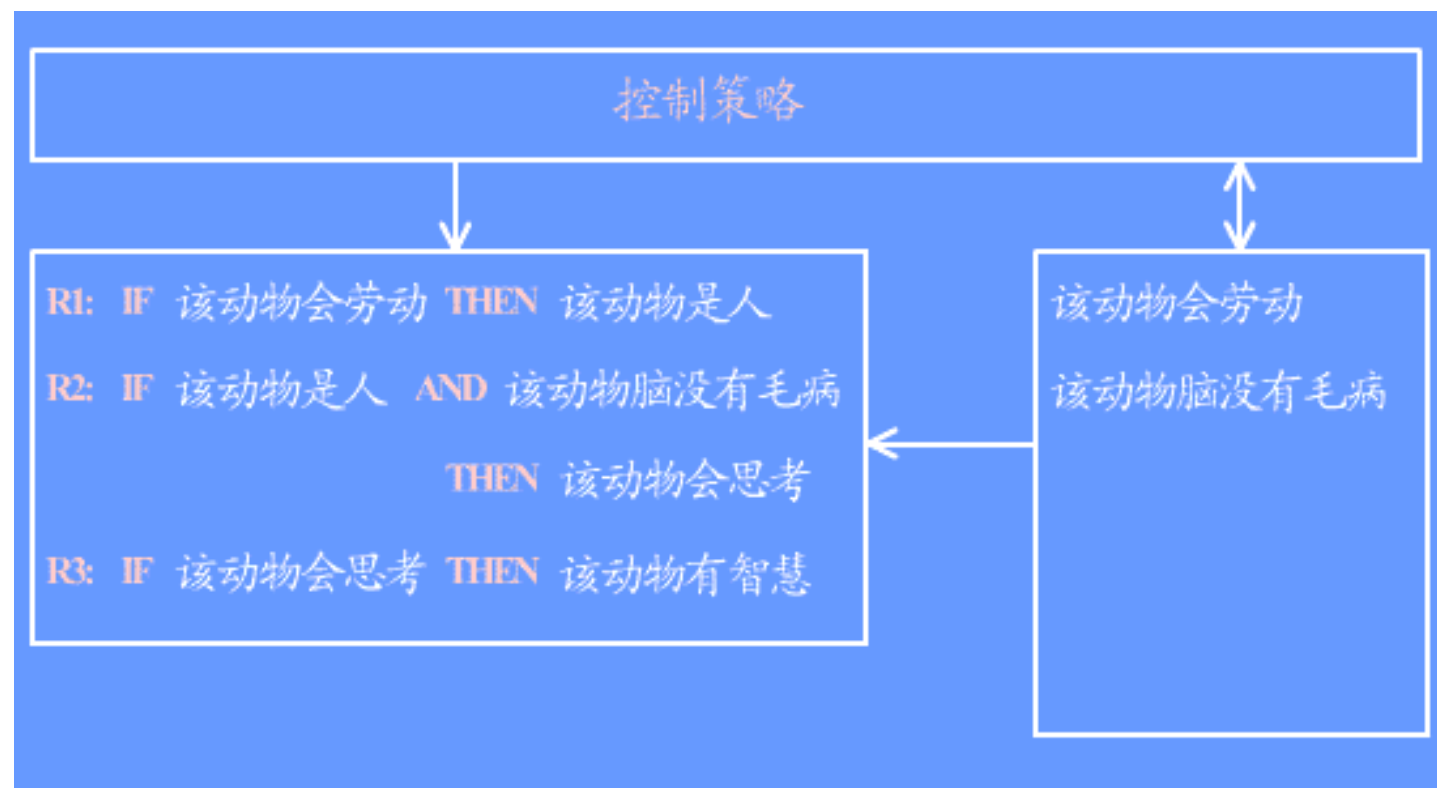 控制策略
R1: IF 该动物会劳动 THEN 该动物是人
R2: IF 该动物是人 AND 该动物脑没有毛病
THEN 该动物会思考
R3: IF 该动物会思考 THEN 该动物有智慧
该动物会劳动
该动物脑没有毛病